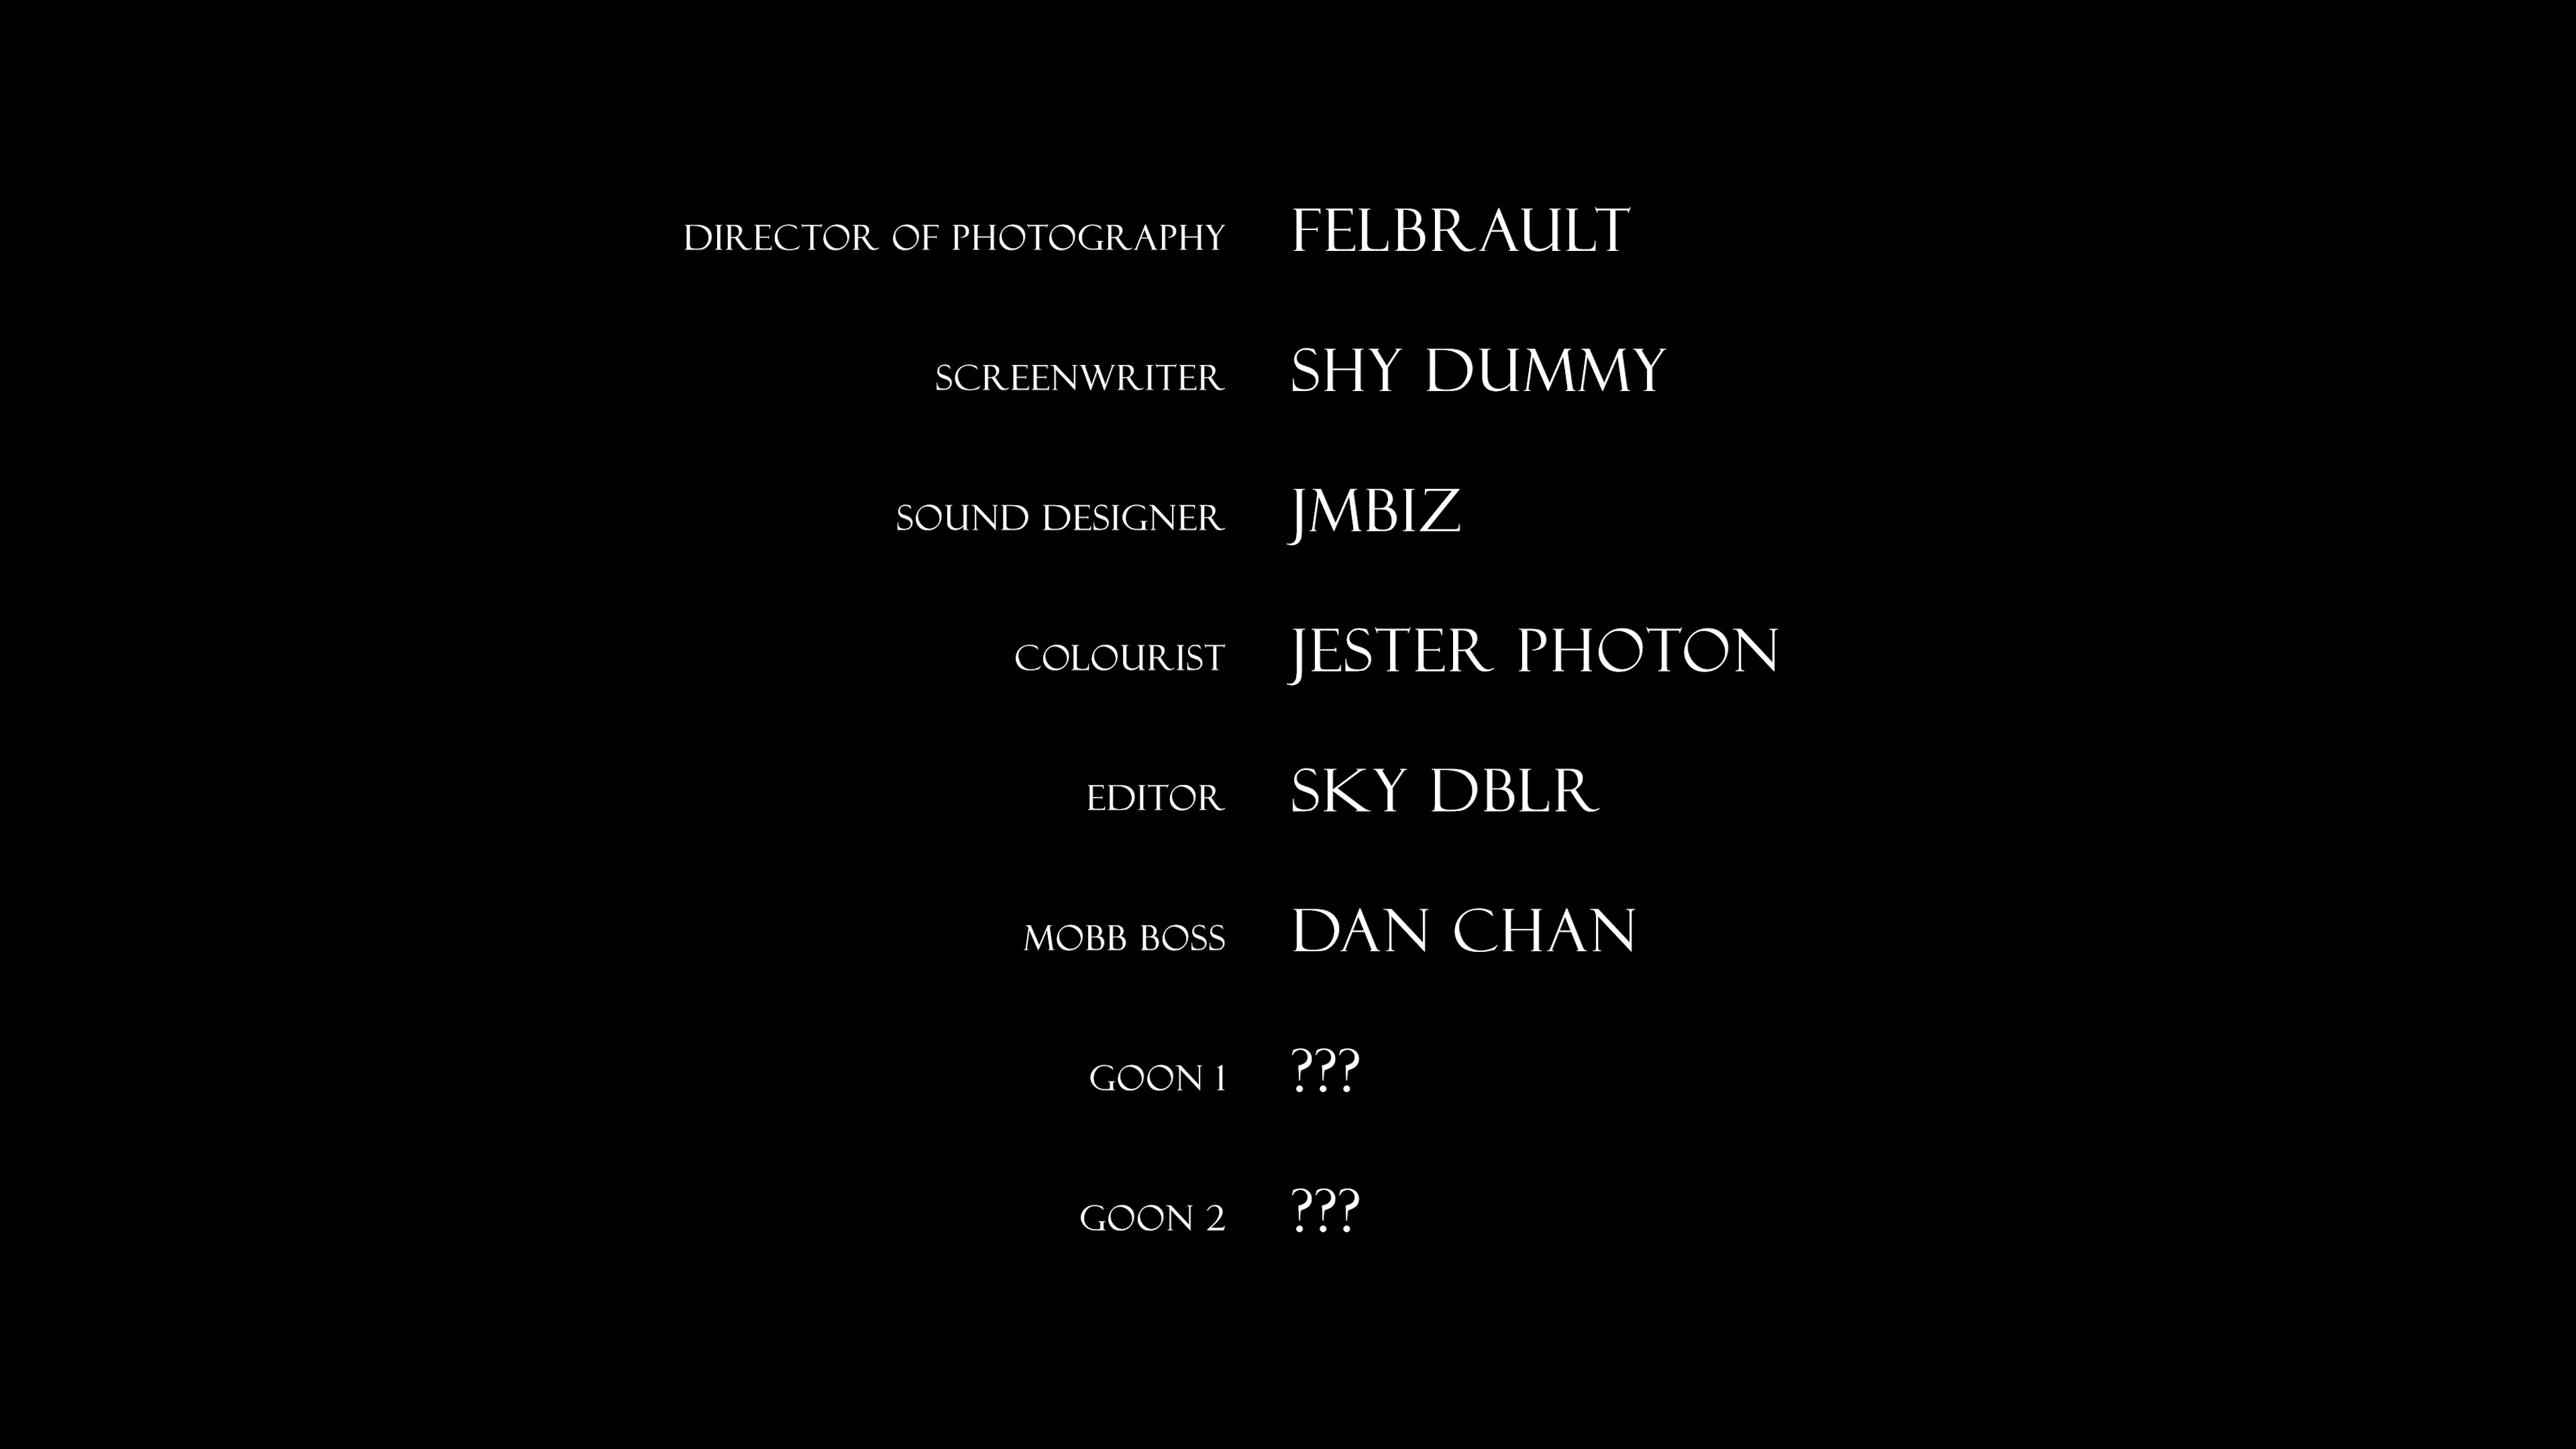 DIRECTOR OF PHOTOGRAPHY FELBRAULT
SCREENWRITER SHY DUMMY
SOUND DESIGNER JMBIZ
COLOURIST JESTER PHOTON
EDITOR SKY DBLR
MOBB BOSS DAN CHAN
GOON 1 ???
GOON 2 ???